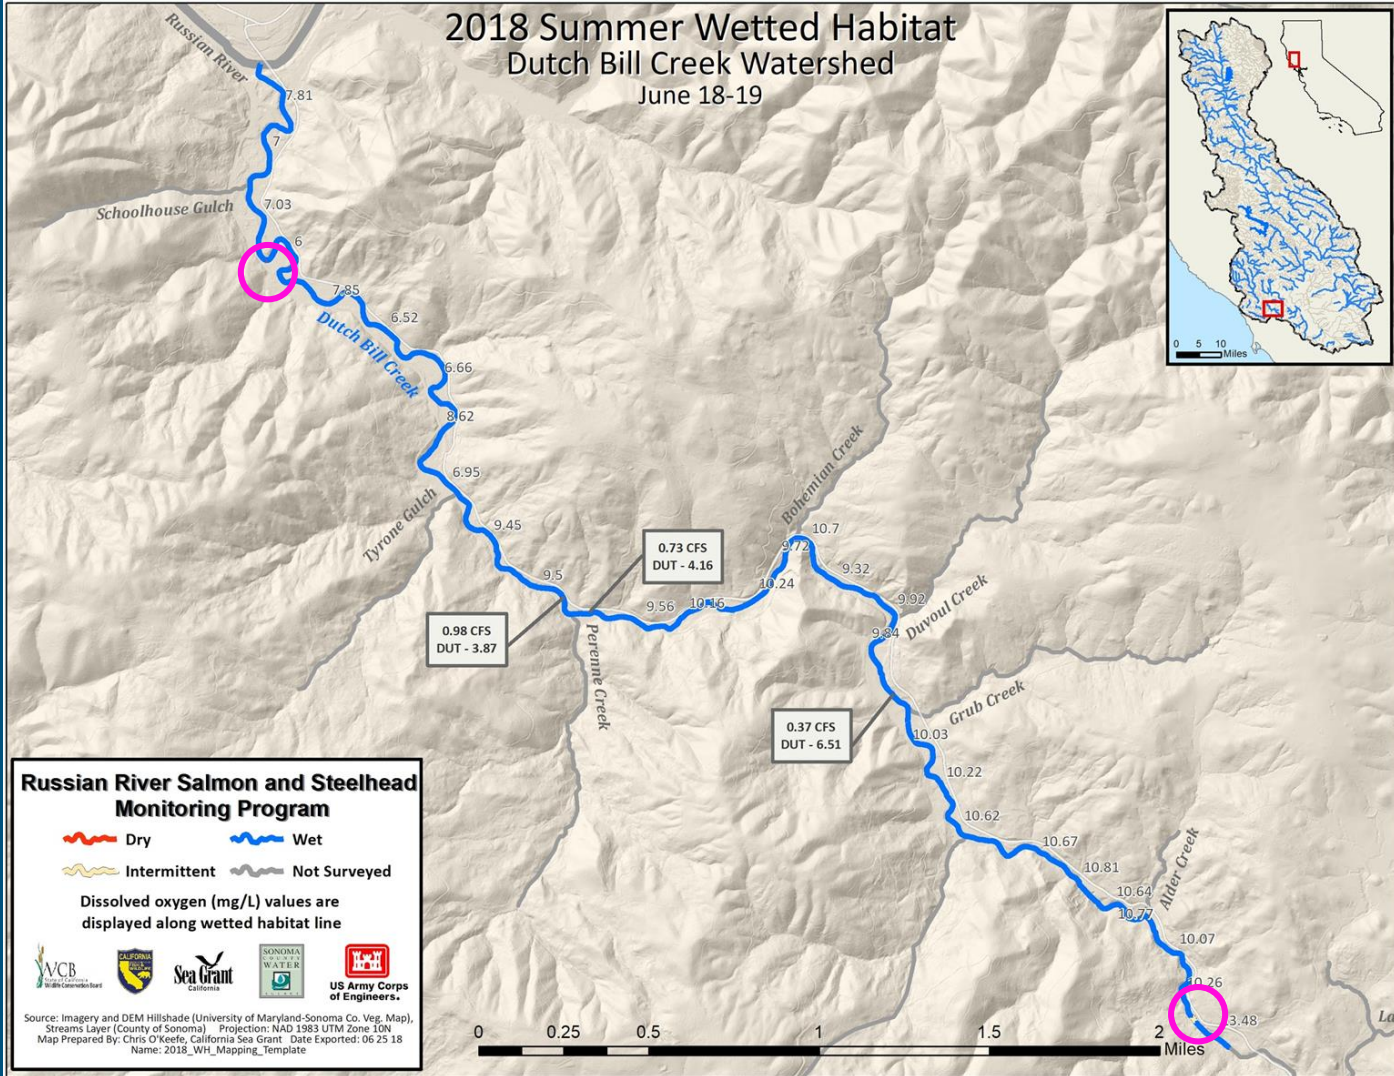 2018 Summer Wetted Habitat
Dutch Bill Creek Watershed
June 18-19
Russian River
7.81
7
Schoolhouse Gulch
7.03
6
7.85
Dutch Bill Creek
6.52
6.66
8.62
6.95
Tyrone Gulch
9.45
9.5
0.98 CFS
DUT - 3.87
0.73 CFS
DUT - 4.16
Perenne Creek
9.56
10.16
10.24
9.72
Bohemian Creek
10.7
9.32
9.92
Duvoul Creek
9.84
0.37 CFS
DUT - 6.51
Grub Creek
10.03
10.22
10.62
10.67
10.81
10.64
10.77
Alder Creek
10.07
10.26
3.48
La
0 5 10
Miles
Russian River Salmon and Steelhead
Monitoring Program
Dry Wet
Intermittent Not Surveyed
Dissolved oxygen (mg/L) values are
displayed along wetted habitat line
WCB
State of California
Wildlife Conservation Board
CALIFORNIA
Sea Grant
California
SONOMA
COUNTY
WATER
US Army Corps
of Engineers®
Source: Imagery and DEM Hillshade (University of Maryland-Sonoma Co. Veg. Map),
Streams Layer (County of Sonoma) Projection: NAD 1983 UTM Zone 10N
Map Prepared By: Chris O'Keefe, California Sea Grant Date Exported: 06 25 18
Name: 2018_WH_Mapping_Template
0 0.25 0.5 1 1.5 2
Miles